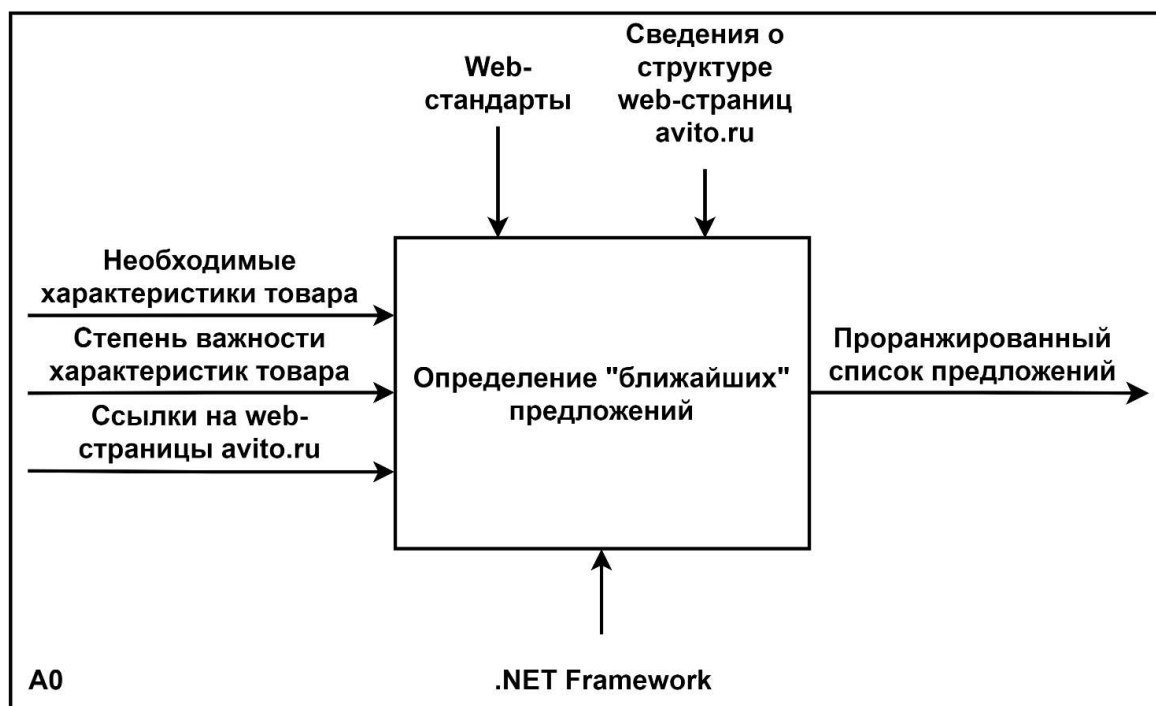 Web-
стандарты
Сведения о
структуре
web-страниц
avito.ru
Необходимые
характеристики товара
Степень важности
характеристик товара
Ссылки на web-
страницы avito.ru
Определение "ближайших"
предложений
Проранжированный
список предложений
A0
.NET Framework